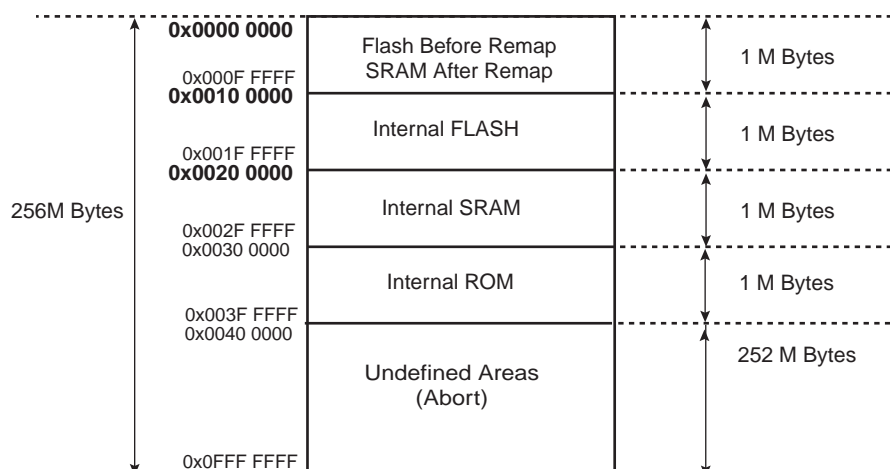 0x0000 0000
Flash Before Remap
SRAM After Remap
1 M Bytes
0x000F FFFF
0x0010 0000
Internal FLASH
1 M Bytes
0x001F FFFF
0x0020 0000
256M Bytes
Internal SRAM
1 M Bytes
0x002F FFFF
0x0030 0000
Internal ROM
1 M Bytes
0x003F FFFF
0x0040 0000
252 M Bytes
Undefined Areas
(Abort)
0x0FFF FFFF